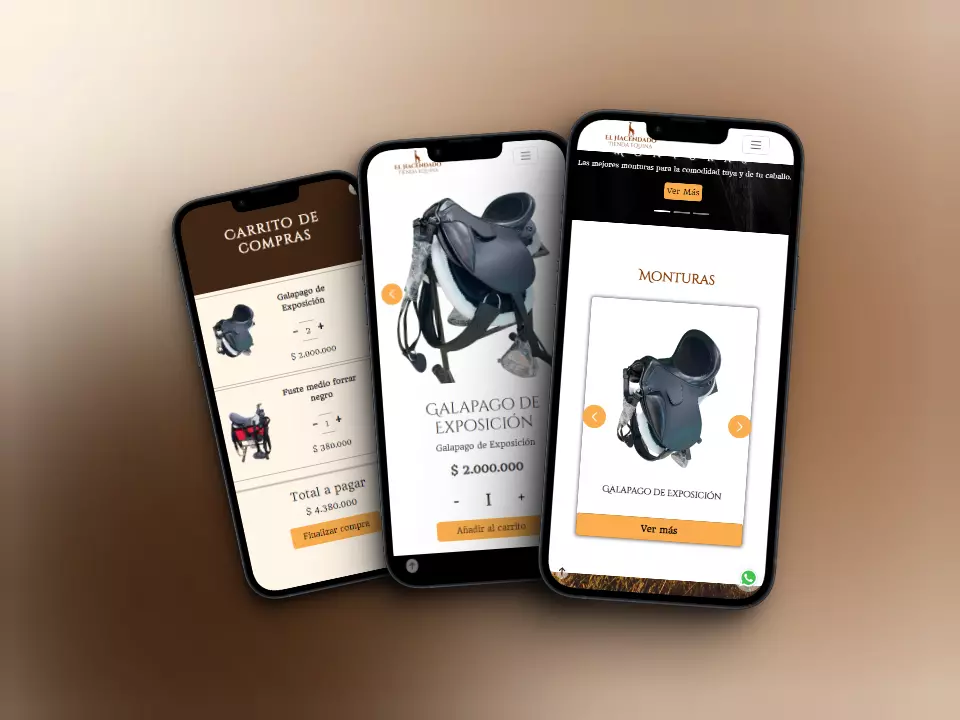 CARRITO DE
COMPRAS
Galapago de
Exposición
- 2 +
$ 2.000.000
Fuste medio forrar
negro
- 1 +
$ 380.000
Total a pagar
$ 4.380.000
Finalizar compra
EL HACENDADO
TIENDA EQUINA
GALAPAGO DE
EXPOSICIÓN
Galapago de Exposición
$ 2.000.000
- 1 +
Añadir al carrito
EL HACENDADO
TIENDA EQUINA
MONTURAS
Las mejores monturas para la comodidad tuya y de tu caballo.
Ver Más
MONTURAS
GALAPAGO DE EXPOSICIÓN
Ver más